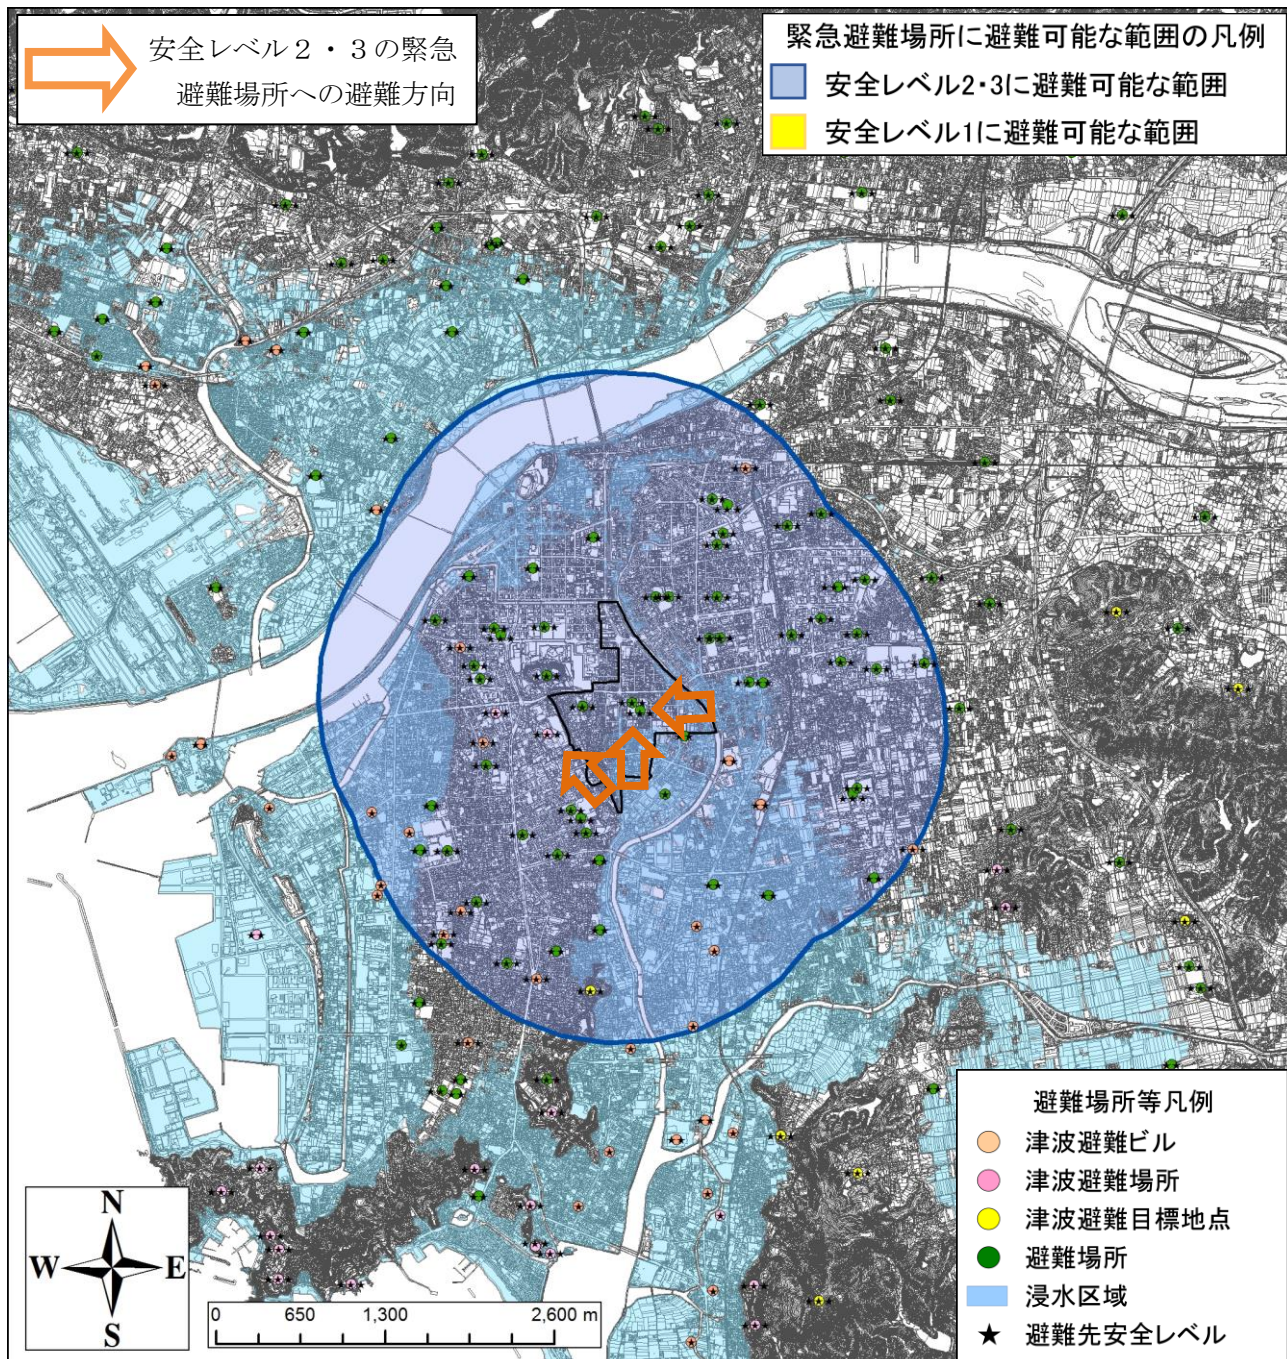 安全レベル２・３の緊急
避難場所への避難方向
緊急避難場所に避難可能な範囲の凡例
安全レベル2・3に避難可能な範囲
安全レベル1に避難可能な範囲
避難場所等凡例
津波避難ビル
津波避難場所
津波避難目標地点
避難場所
浸水区域
★ 避難先安全レベル
N
W E
S
0 650 1,300 2,600 m